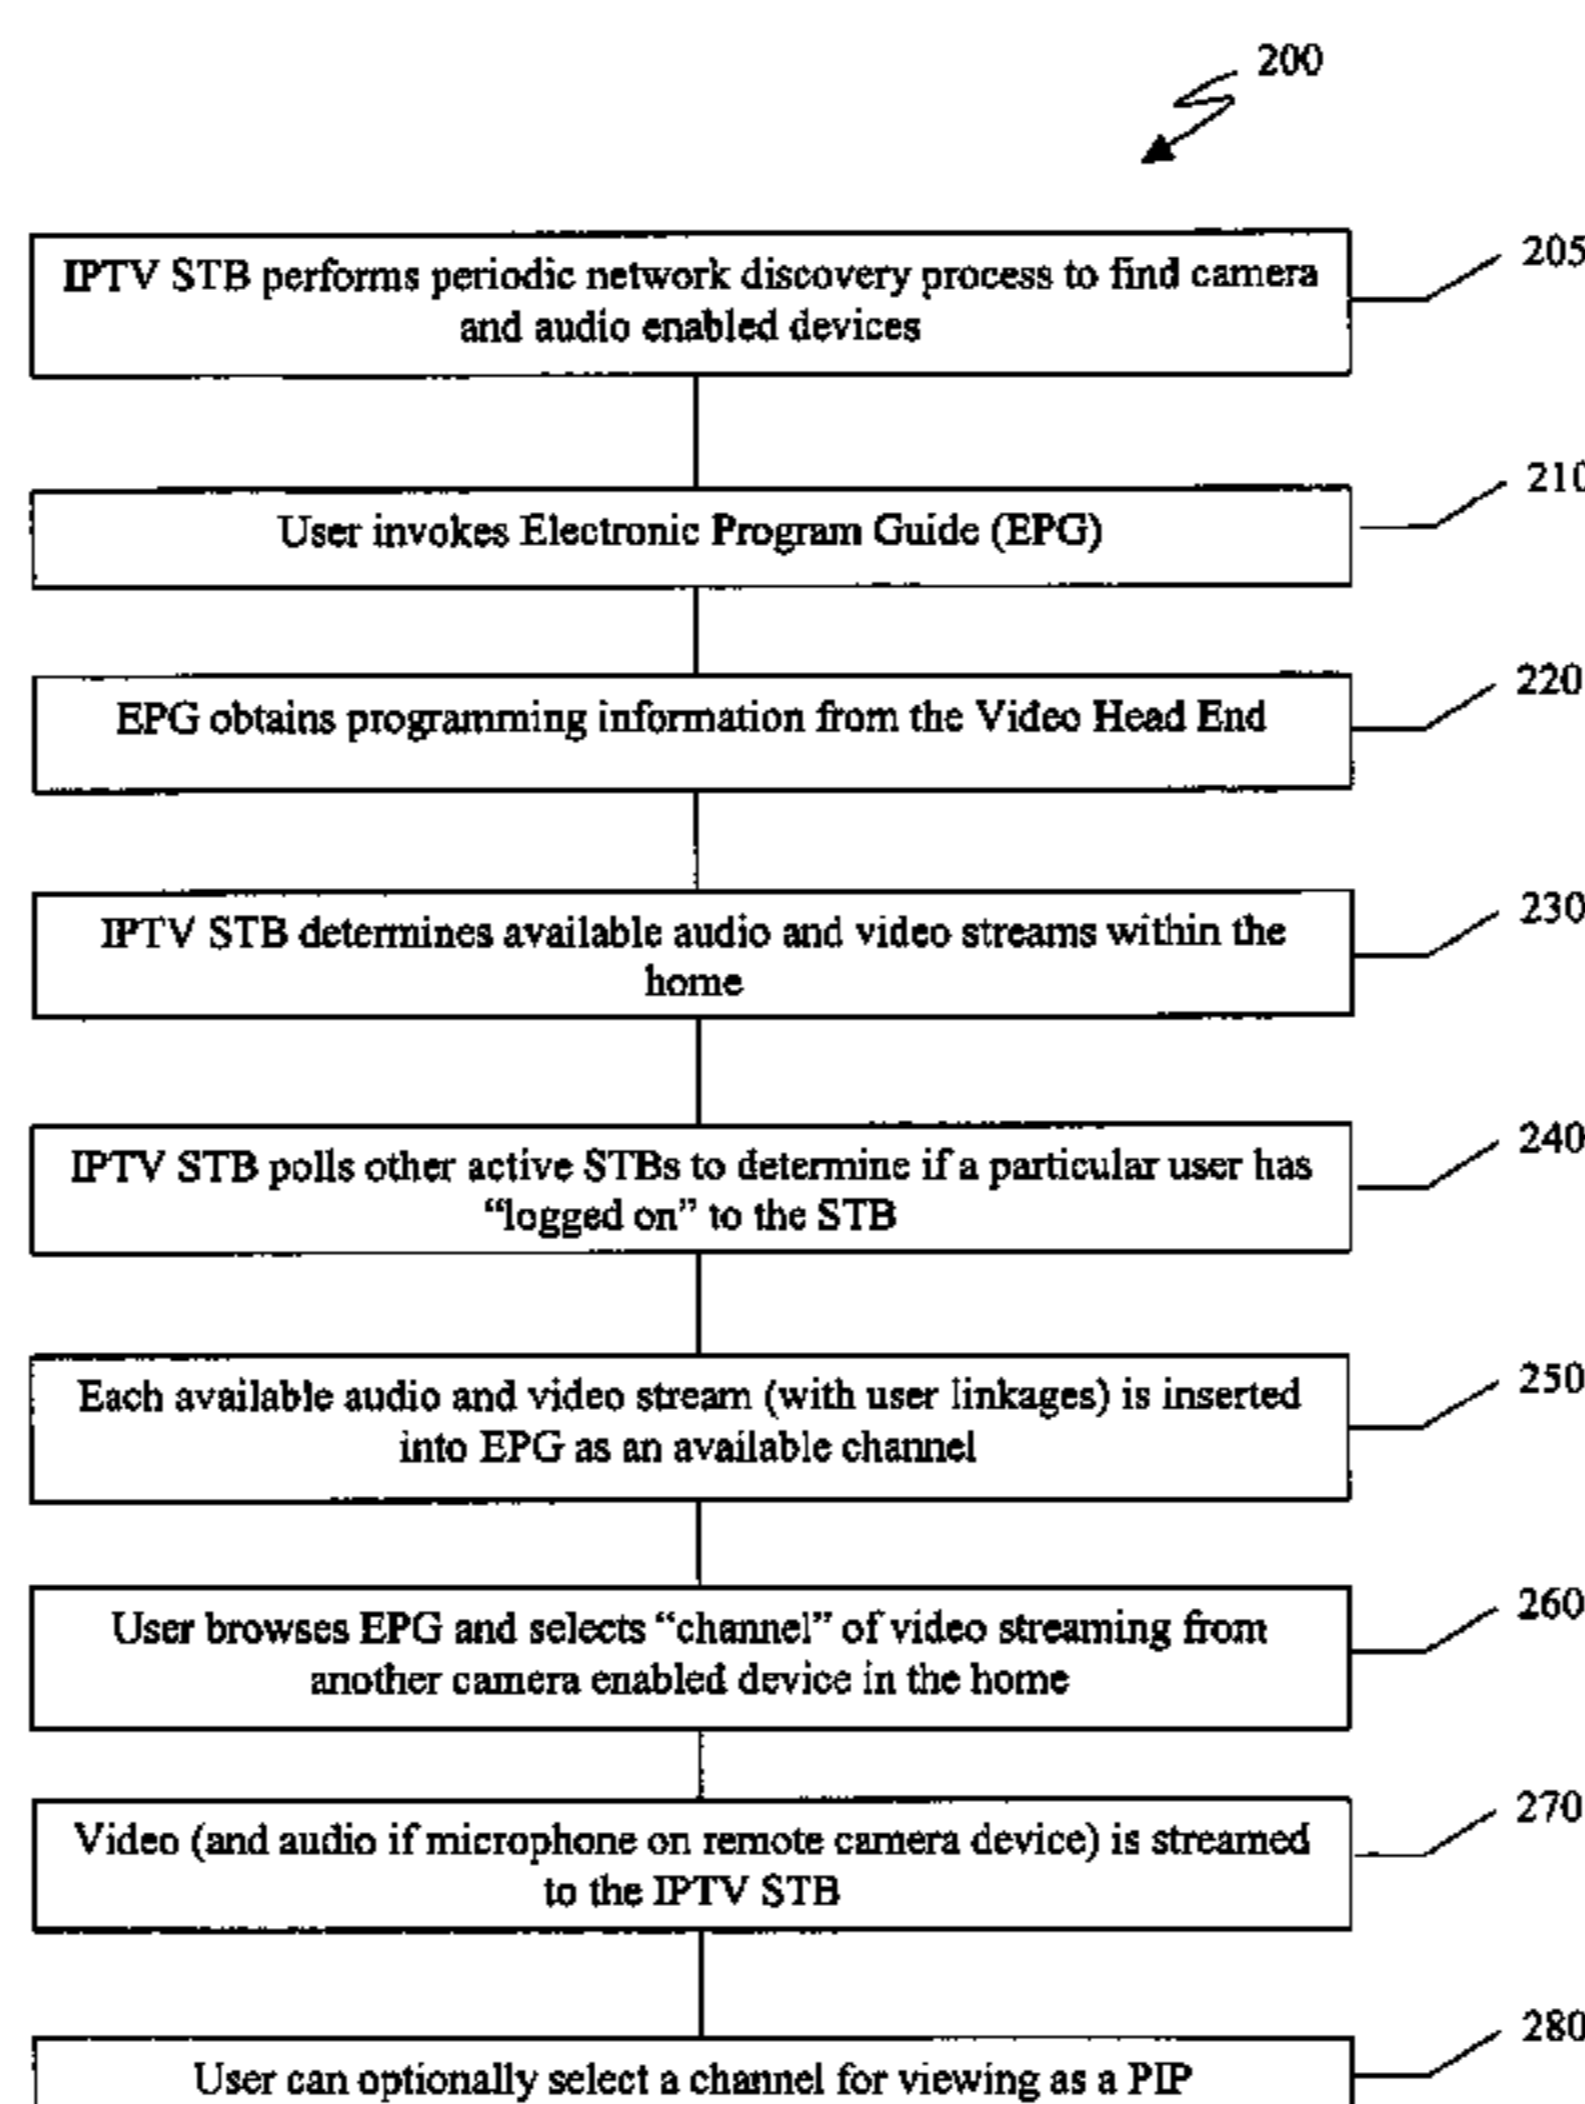 200
IPTV STB performs periodic network discovery process to find camera
and audio enabled devices
205
User invokes Electronic Program Guide (EPG)
210
EPG obtains programming information from the Video Head End
220
IPTV STB determines available audio and video streams within the
home
230
IPTV STB polls other active STBs to determine if a particular user has
“logged on” to the STB
240
Each available audio and video stream (with user linkages) is inserted
into EPG as an available channel
250
User browses EPG and selects “channel” of video streaming from
another camera enabled device in the home
260
Video (and audio if microphone on remote camera device) is streamed
to the IPTV STB
270
User can optionally select a channel for viewing as a PIP
280